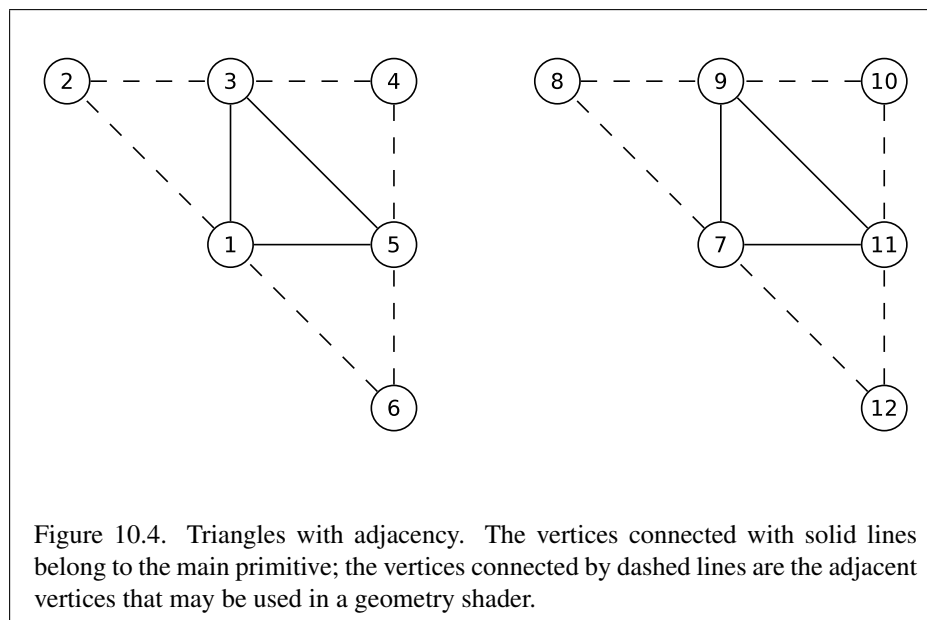 2 3 4 8 9 10
1 5 7 11
6 12
Figure 10.4. Triangles with adjacency. The vertices connected with solid lines
belong to the main primitive; the vertices connected by dashed lines are the adjacent
vertices that may be used in a geometry shader.